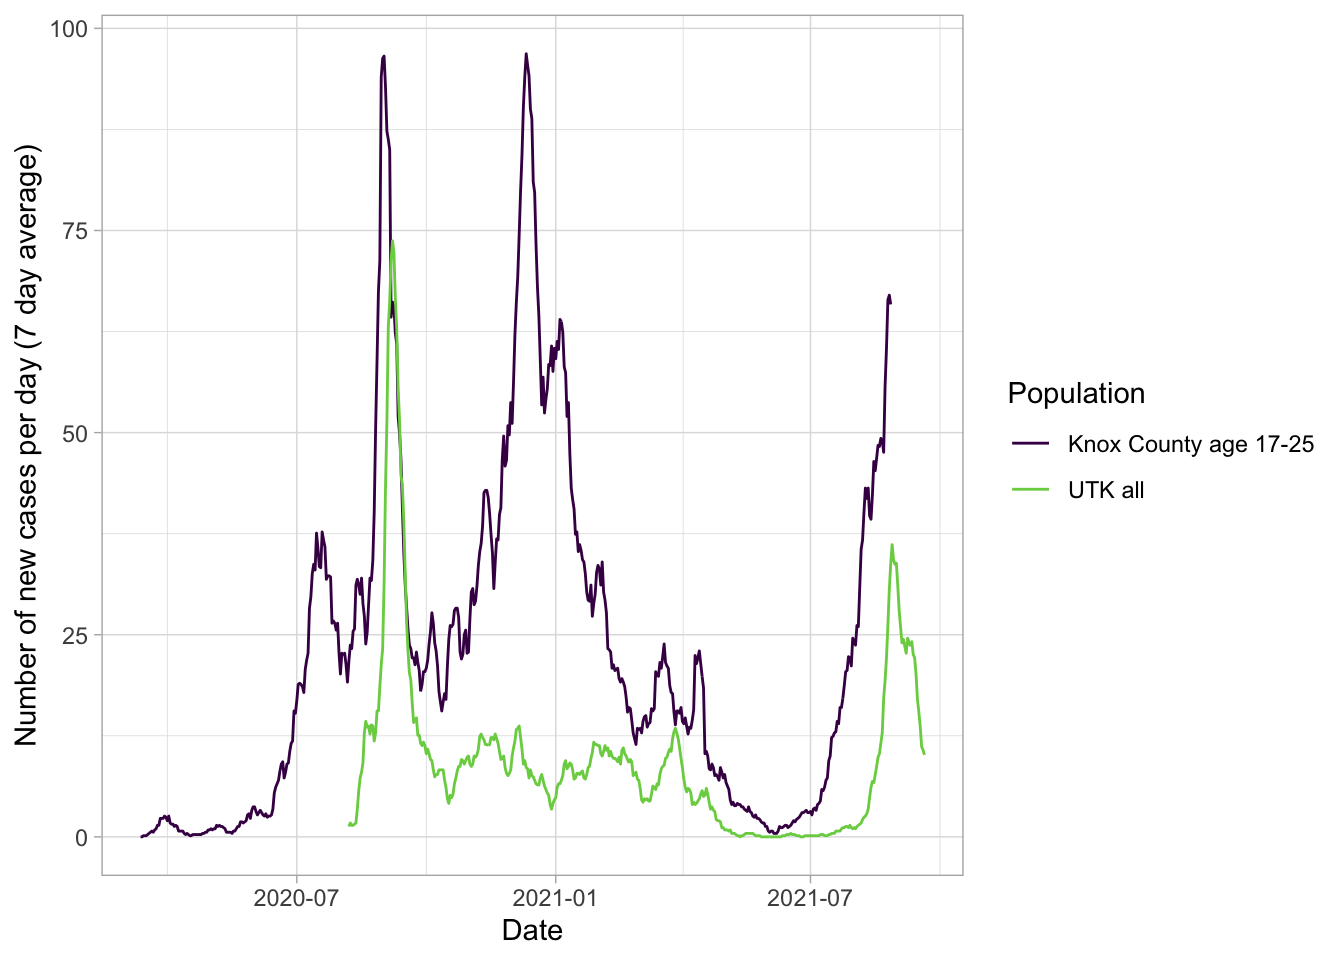 Number of new cases per day (7 day average)
100
75
50
25
0
2020-07
2021-01
2021-07
Date
Population
Knox County age 17-25
UTK all